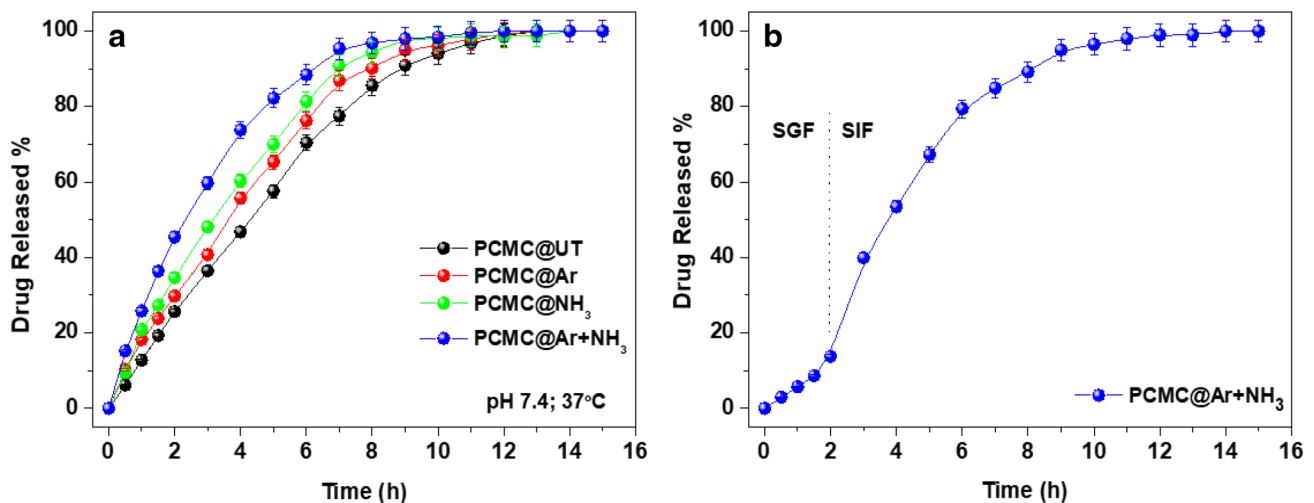 a
Drug Released %
100
80
60
40
20
0
PCMC@UT
PCMC@Ar
PCMC@NH₃
PCMC@Ar+NH₃
pH 7.4; 37°C
0 2 4 6 8 10 12 14 16
Time (h)
b
Drug Released %
100
80
60
40
20
0
SGF SIF
PCMC@Ar+NH₃
0 2 4 6 8 10 12 14 16
Time (h)